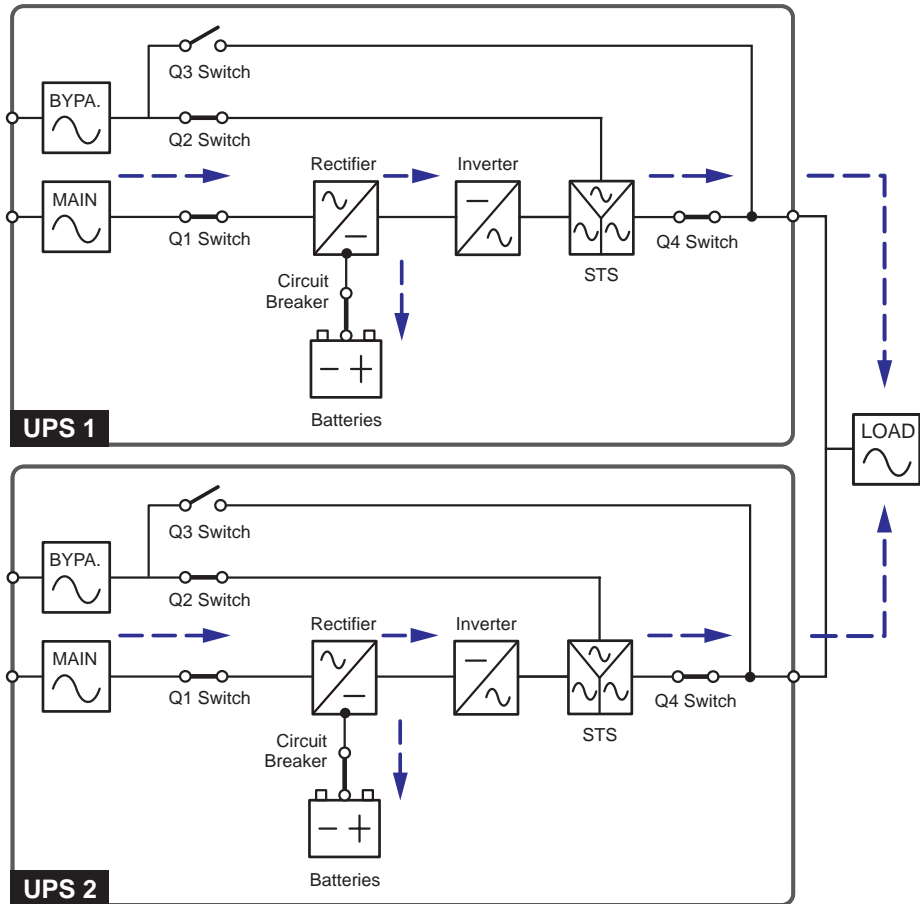 Q3 Switch
BYPA.
Q2 Switch
Rectifier
Inverter
MAIN
Q1 Switch
Q4 Switch
STS
Circuit
Breaker
Batteries
UPS 1
LOAD
Q3 Switch
BYPA.
Q2 Switch
Rectifier
Inverter
MAIN
Q1 Switch
Q4 Switch
STS
Circuit
Breaker
Batteries
UPS 2